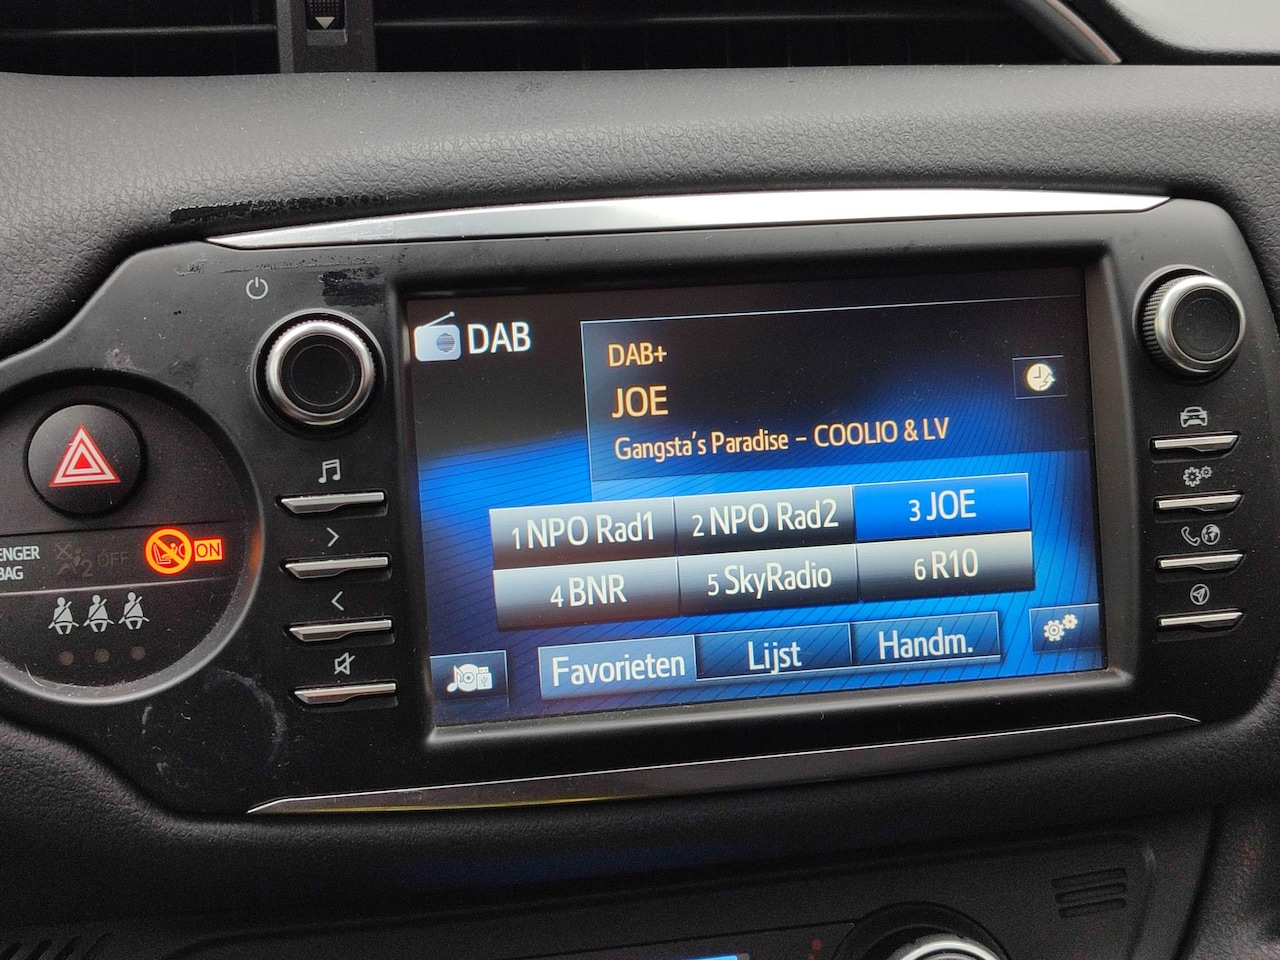 DAB
DAB+
JOE
Gangsta's Paradise - COOLIO & LV
1 NPO Rad1
2 NPO Rad2
3 JOE
4 BNR
5 SkyRadio
6 R10
Favorieten
Lijst
Handm.
ENGER
BAG
2 OFF
ON